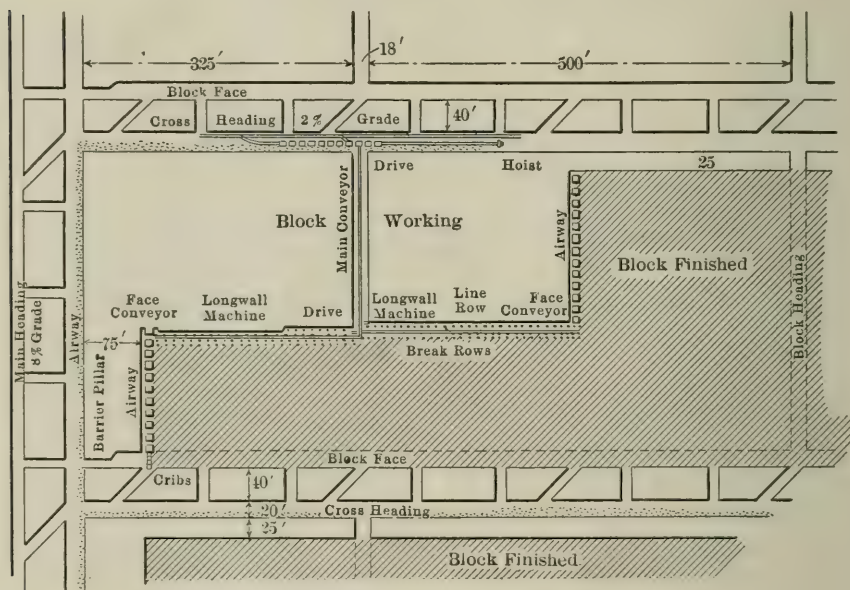 18′
325′
500′
Block Face
Cross Heading 2% Grade 40′
Drive Hoist 25
Main Conveyor
Block Working
Airway
Block Finished
Block Heading
Main Heading
8% Grade
Airway
Face Conveyor
Longwall Machine
Drive
Longwall Machine
Line Row
Face Conveyor
75′
Break Rows
Barrier Pillar
Airway
Block Face
Cribs 40′
20′ Cross Heading
25′
Block Finished